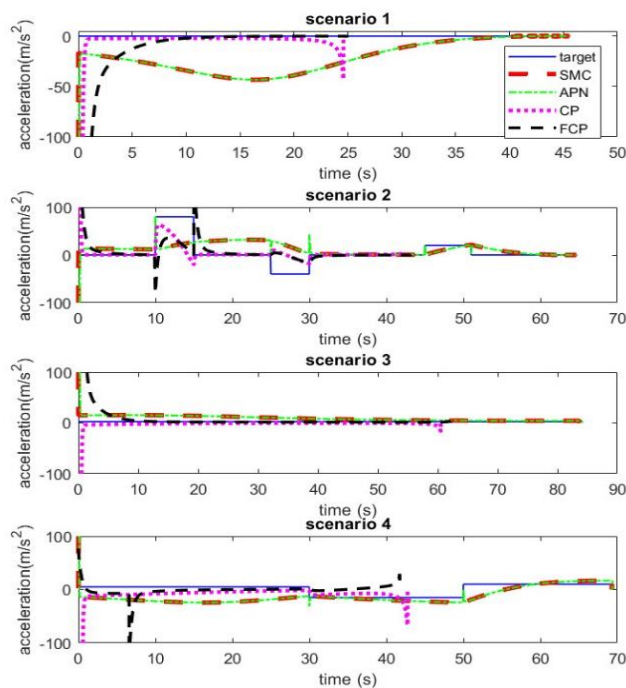 scenario 1
acceleration(m/s²)
0
-50
-100
target
SMC
APN
CP
FCP
0 5 10 15 20 25 30 35 40 45 50
time (s)
scenario 2
acceleration(m/s²)
100
0
-100
0 10 20 30 40 50 60 70
time (s)
scenario 3
acceleration(m/s²)
100
0
-100
0 10 20 30 40 50 60 70 80 90
time (s)
scenario 4
acceleration(m/s²)
100
0
-100
0 10 20 30 40 50 60 70
time (s)